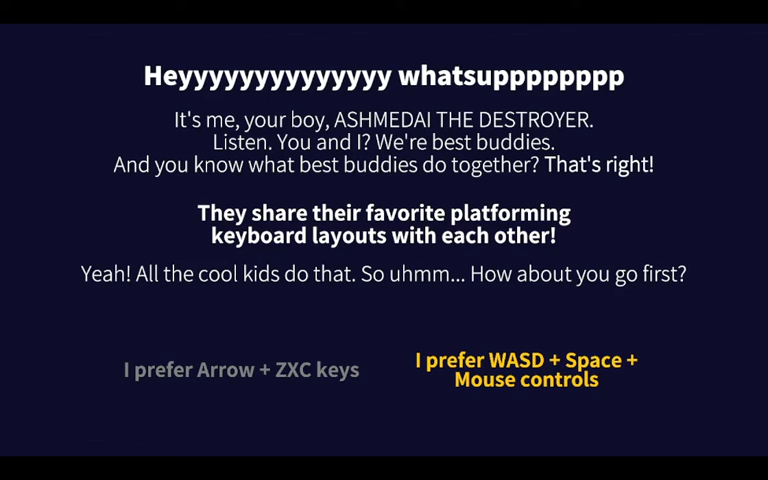 Heyyyyyyyyyyyyyy whatsupppppppp
It's me, your boy, ASHMEDAI THE DESTROYER.
Listen. You and I? We're best buddies.
And you know what best buddies do together? That's right!
They share their favorite platforming
keyboard layouts with each other!
Yeah! All the cool kids do that. So uhmm... How about you go first?
I prefer Arrow + ZXC keys
I prefer WASD + Space +
Mouse controls